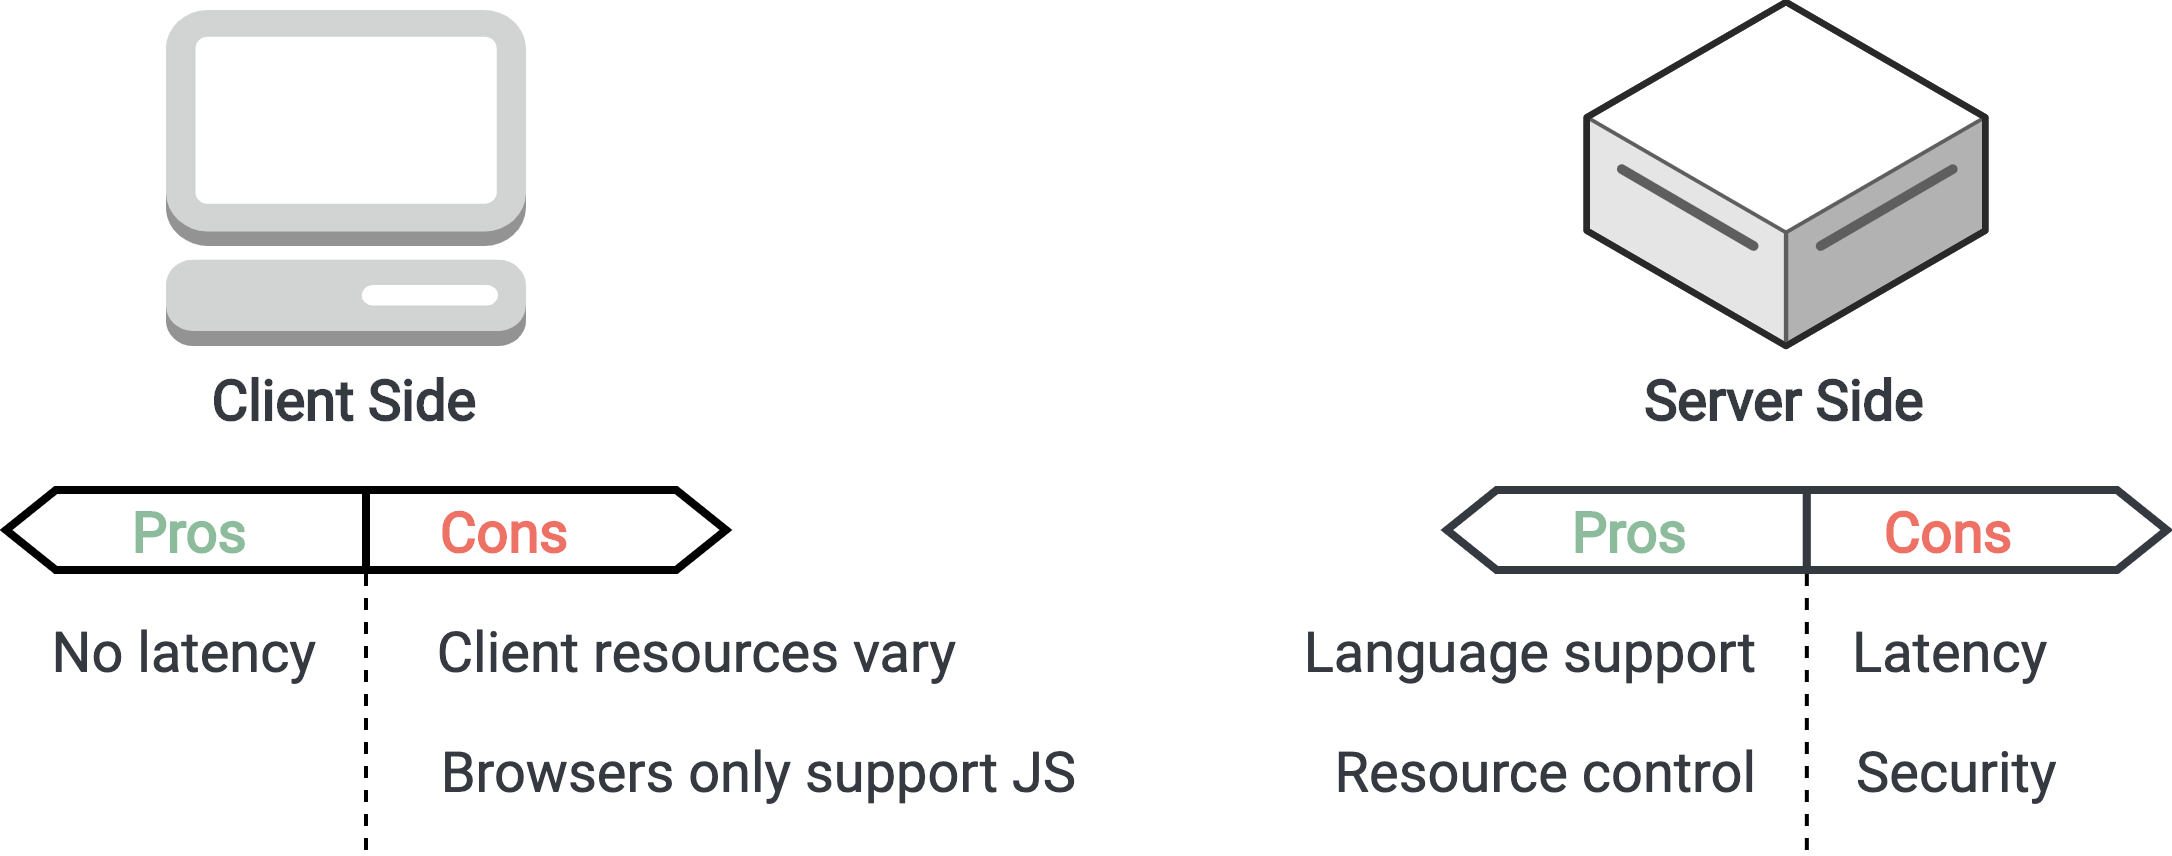 Client Side
Pros
Cons
No latency
Client resources vary
Browsers only support JS
Server Side
Pros
Cons
Language support
Latency
Resource control
Security